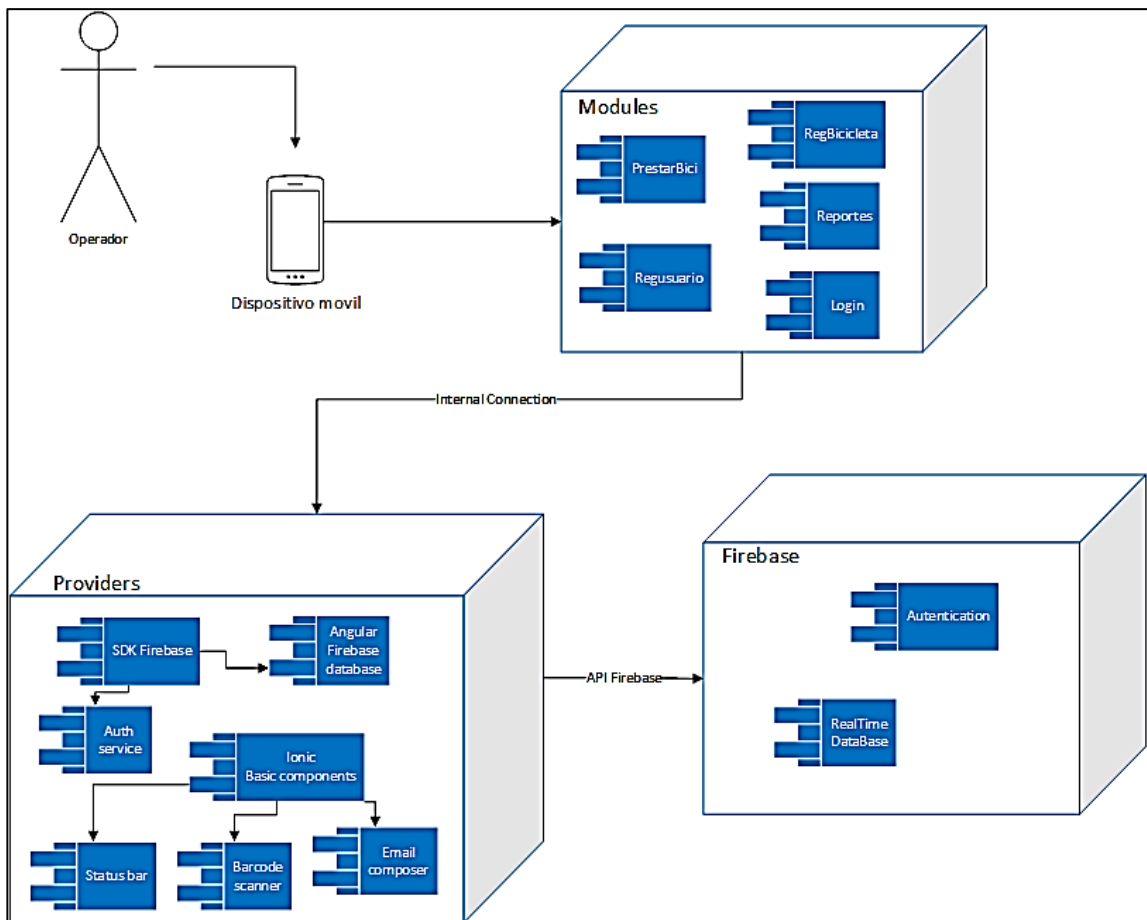 Operador
Dispositivo movil
Modules
PrestarBici
RegBicicleta
Reportes
Regusuario
Login
Internal Connection
Providers
SDK Firebase
Angular
Firebase
database
Auth
service
Ionic
Basic components
Status bar
Barcode
scanner
Email
composer
API Firebase
Firebase
Autentication
RealTime
DataBase